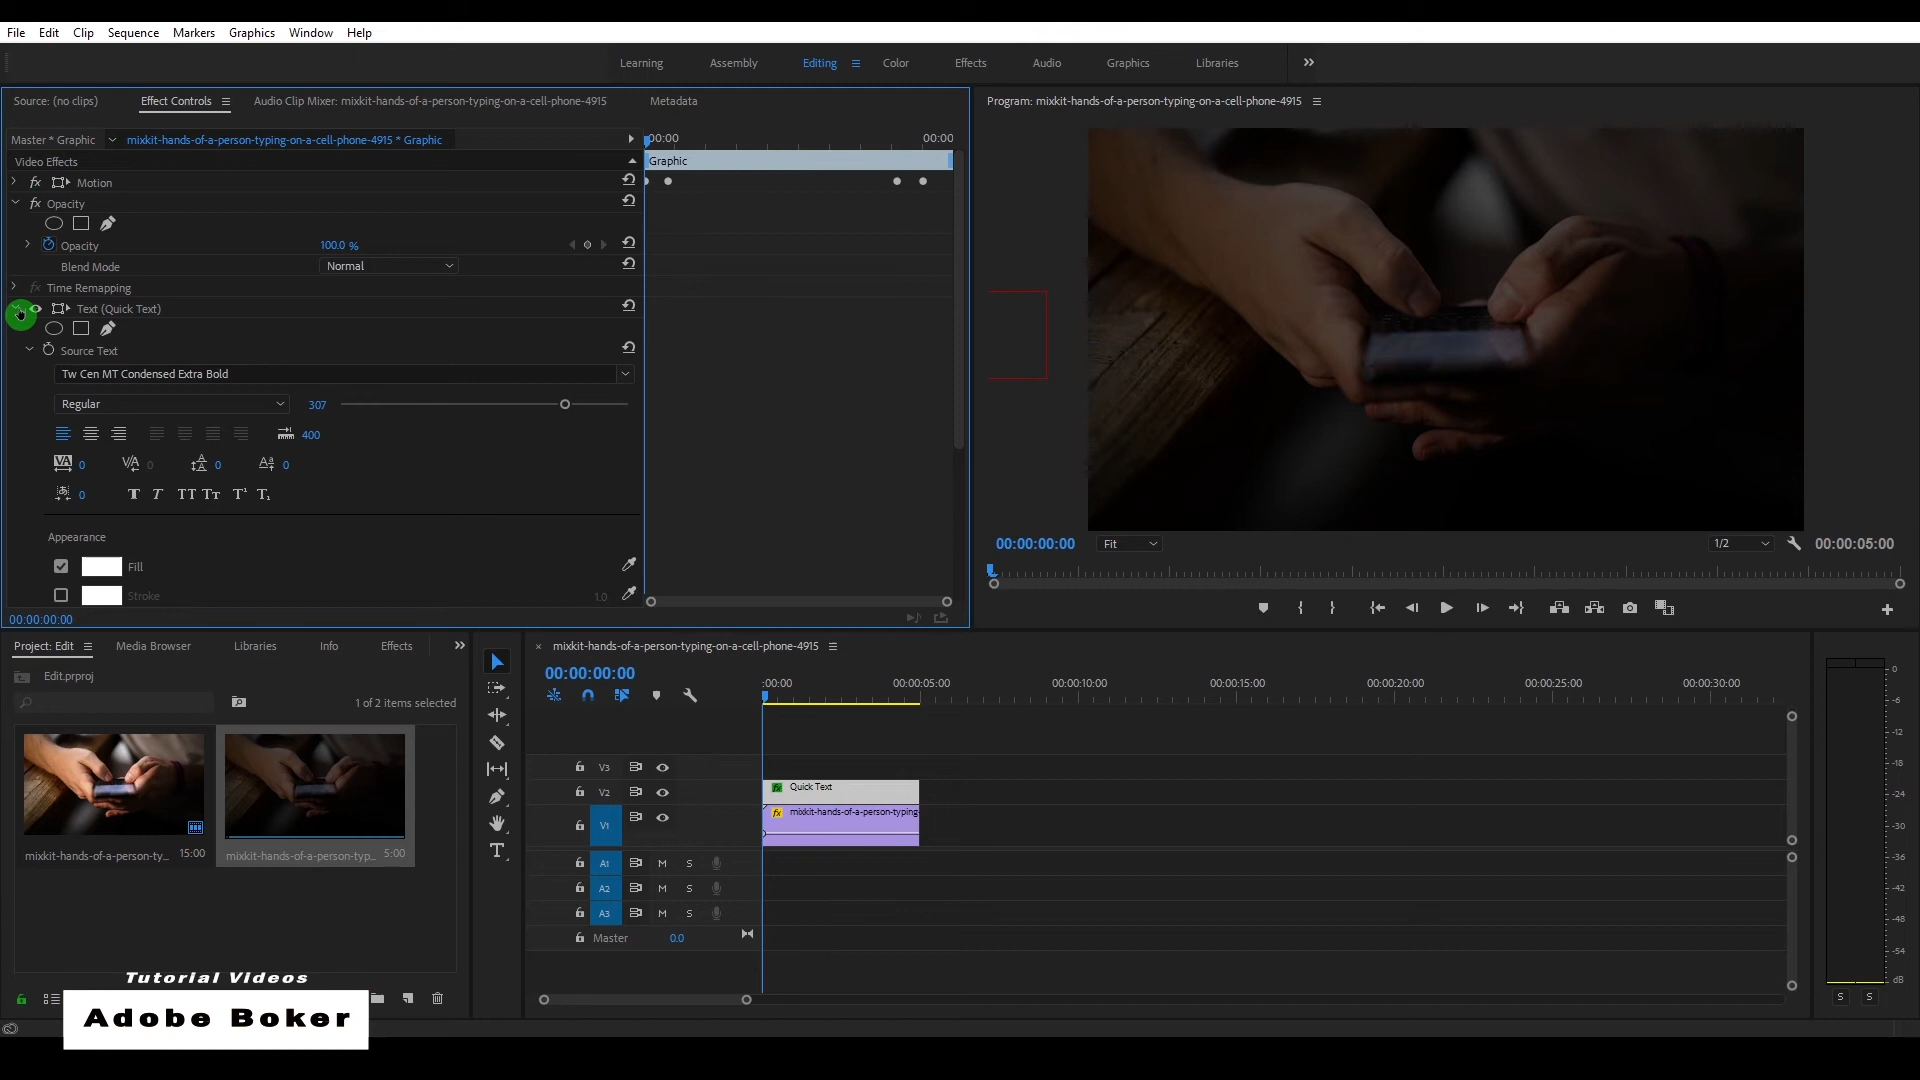 File Edit Clip Sequence Markers Graphics Window Help
Learning Assembly Editing Color Effects Audio Graphics Libraries
Source: (no clips) Effect Controls Audio Clip Mixer: mixkit-hands-of-a-person-typing-on-a-cell-phone-4915 Metadata
Program: mixkit-hands-of-a-person-typing-on-a-cell-phone-4915
Master * Graphic mixkit-hands-of-a-person-typing-on-a-cell-phone-4915 * Graphic
:00:00 00:00
Video Effects
Graphic
fx Motion
fx Opacity
Opacity 100.0 %
Blend Mode Normal
fx Time Remapping
Text (Quick Text)
Source Text
Tw Cen MT Condensed Extra Bold
Regular 307
400
0 0 0 0
0 T T TT Tr T¹ T₁
Appearance
Fill
Stroke 1.0
00:00:00:00
00:00:00:00 Fit 1/2 00:00:05:00
Project: Edit Media Browser Libraries Info Effects
Edit.prproj
1 of 2 items selected
mixkit-hands-of-a-person-ty... 15:00
mixkit-hands-of-a-person-typ... 5:00
mixkit-hands-of-a-person-typing-on-a-cell-phone-4915
00:00:00:00
:00:00 00:00:05:00 00:00:10:00 00:00:15:00 00:00:20:00 00:00:25:00 00:00:30:00
V3
V2 fx Quick Text
V1 fx mixkit-hands-of-a-person-typing-
A1 M S
A2 M S
A3 M S
Master 0.0
0
-6
-12
-18
-24
-30
-36
-42
-48
-54
dB
S S
Tutorial Videos
Adobe Boker